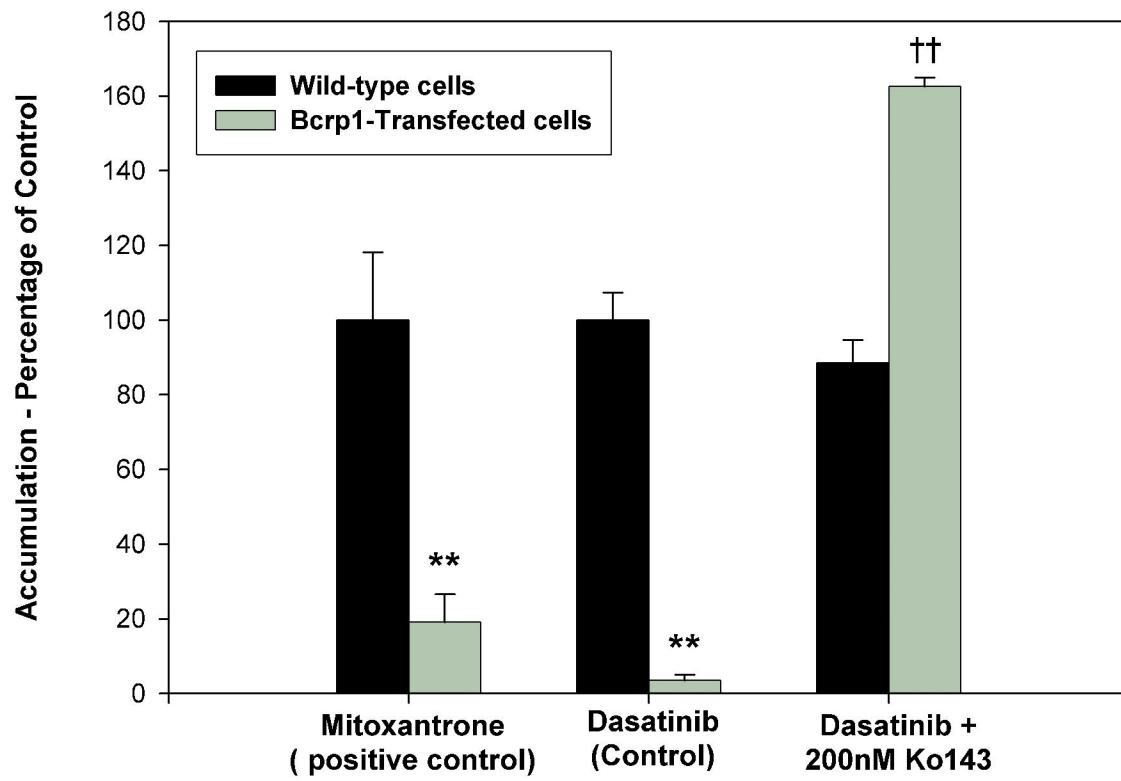 Accumulation - Percentage of Control
180
160
140
120
100
80
60
40
20
0
Wild-type cells
Bcrp1-Transfected cells
**
**
††
Mitoxantrone
( positive control)
Dasatinib
(Control)
Dasatinib +
200nM Ko143